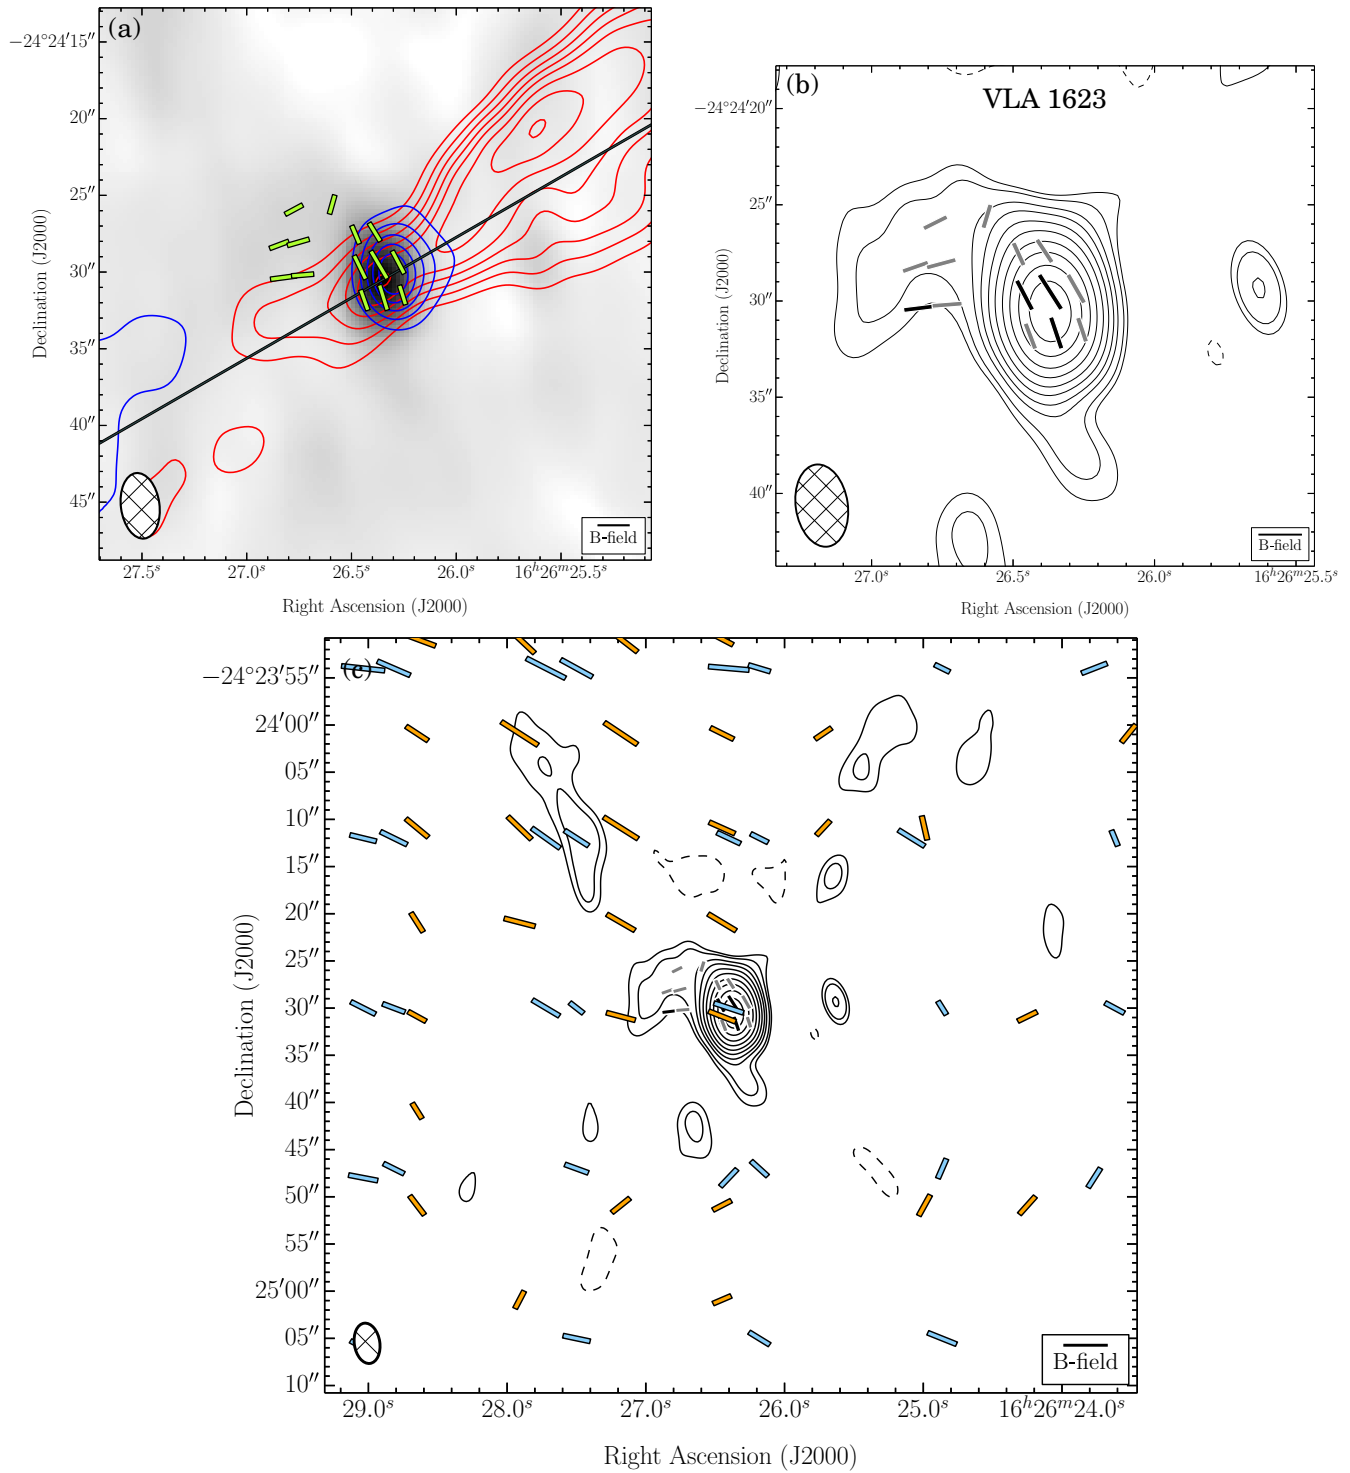 (a)
−24°24′15″
20″
25″
30″
35″
40″
45″
Declination (J2000)
27.5ˢ
27.0ˢ
26.5ˢ
26.0ˢ
16ʰ26ᵐ25.5ˢ
Right Ascension (J2000)
B-field
(b)
VLA 1623
−24°24′20″
25″
30″
35″
40″
Declination (J2000)
27.0ˢ
26.5ˢ
26.0ˢ
16ʰ26ᵐ25.5ˢ
Right Ascension (J2000)
B-field
(c)
−24°23′55″
24′00″
05″
10″
15″
20″
25″
30″
35″
40″
45″
50″
55″
25′00″
05″
10″
Declination (J2000)
29.0ˢ
28.0ˢ
27.0ˢ
26.0ˢ
25.0ˢ
16ʰ26ᵐ24.0ˢ
Right Ascension (J2000)
B-field